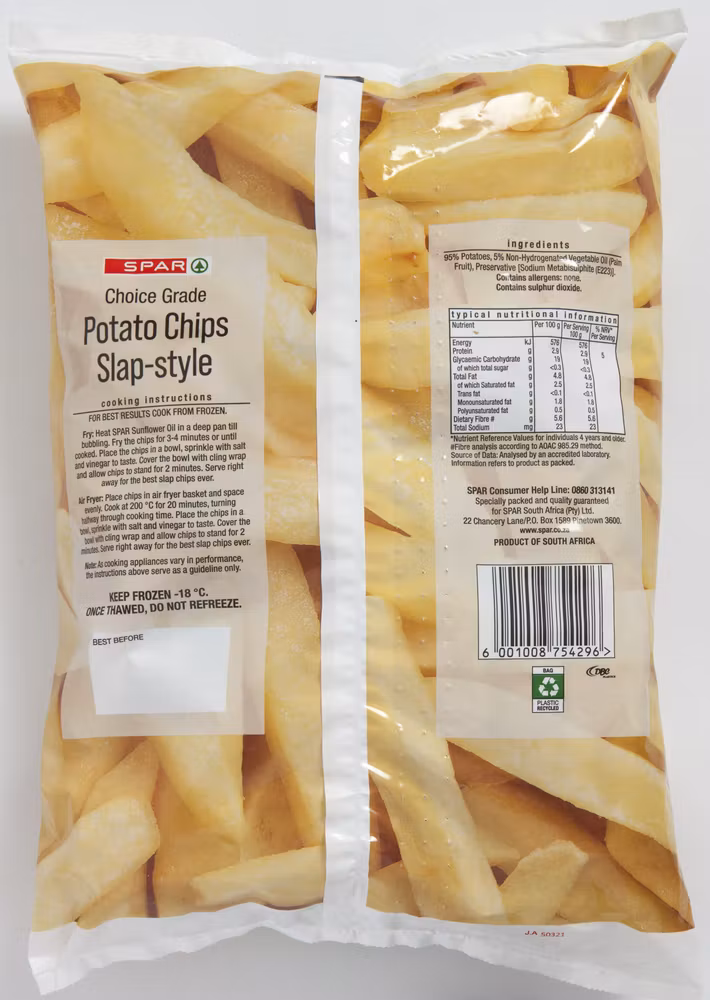 SPAR
Choice Grade
Potato Chips
Slap-style
cooking instructions
FOR BEST RESULTS COOK FROM FROZEN.
Fry: Heat SPAR Sunflower Oil in a deep pan till
bubbling. Fry the chips for 3-4 minutes or until
cooked. Place the chips in a bowl, sprinkle with salt
and vinegar to taste. Cover the bowl with cling wrap
and allow chips to stand for 2 minutes. Serve right
away for the best slap chips ever.
Air Fryer: Place chips in air fryer basket and space
evenly. Cook at 200 °C for 20 minutes, turning
halfway through cooking time. Place the chips in a
bowl, sprinkle with salt and vinegar to taste. Cover the
bowl with cling wrap and allow chips to stand for 2
minutes. Serve right away for the best slap chips ever.
Note: As cooking appliances vary in performance,
the instructions above serve as a guideline only.
KEEP FROZEN -18 °C.
ONCE THAWED, DO NOT REFREEZE.
BEST BEFORE
ingredients
95% Potatoes, 5% Non-Hydrogenated Vegetable Oil (Palm
Fruit), Preservative [Sodium Metabisulphite (E223)].
Contains allergens: none.
Contains sulphur dioxide.
typical nutritional information
Nutrient Per 100 g Per Serving 100 g % NRV* Per Serving
Energy kJ 576 576
Protein g 2.9 2.9 5
Glycaemic Carbohydrate g 19 19
of which total sugar g <0.3 <0.3
Total Fat g 4.8 4.8
of which Saturated fat g 2.5 2.5
Trans fat g <0.1 <0.1
Monounsaturated fat g 1.8 1.8
Polyunsaturated fat g 0.5 0.5
Dietary Fibre # g 5.6 5.6
Total Sodium mg 23 23
*Nutrient Reference Values for individuals 4 years and older.
#Fibre analysis according to AOAC 985.29 method.
Source of Data: Analysed by an accredited laboratory.
Information refers to product as packed.
SPAR Consumer Help Line: 0860 313141
Specially packed and quality guaranteed
for SPAR South Africa (Pty) Ltd.
22 Chancery Lane/P.O. Box 1589 Pinetown 3600.
www.spar.co.za
PRODUCT OF SOUTH AFRICA
6 001008 754296 >
BAG
PLASTIC
RECYCLED
DBC
J.A 50321